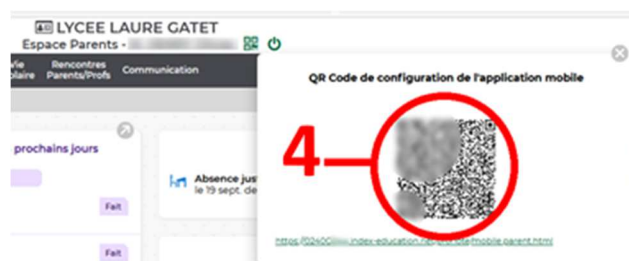 LYCEE LAURE GATET
Espace Parents -
Vie
olaire
Rencontres
Parents/Profs
Communication
QR Code de configuration de l'application mobile
prochains jours
Absence jus
le 19 sept. de
4
Fait
Fait